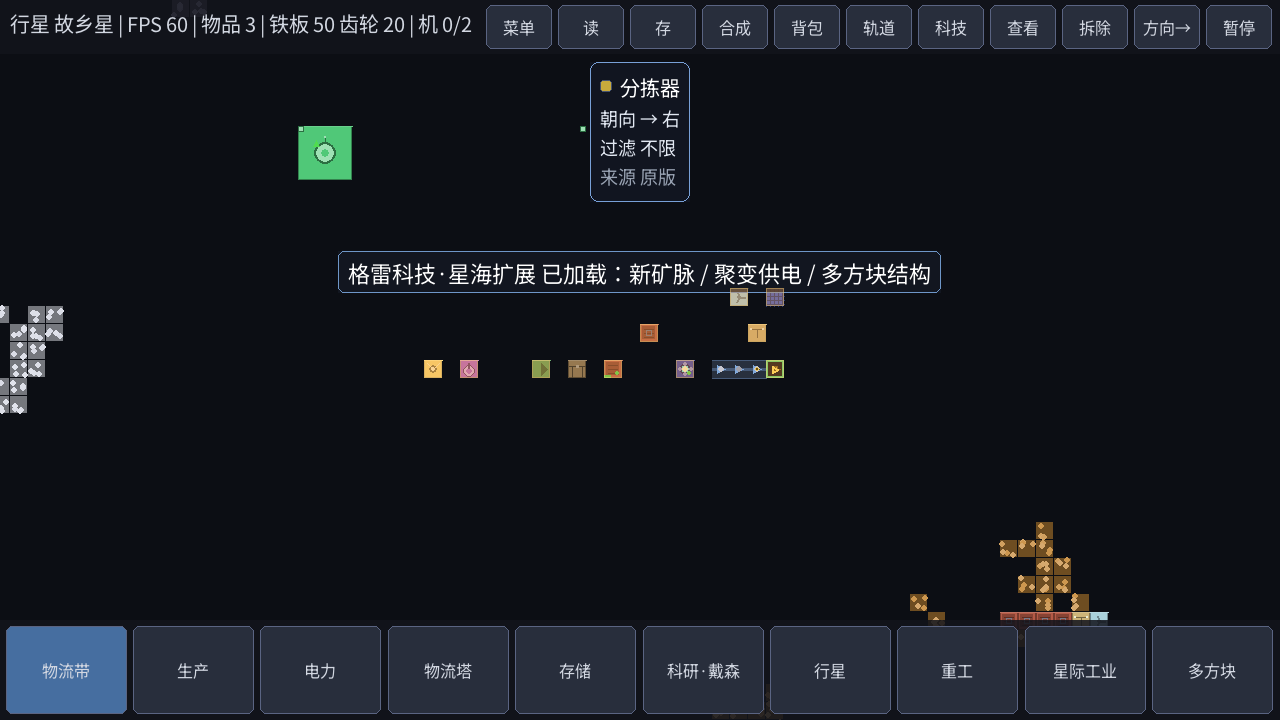 行星 故乡星 | FPS 60 | 物品 3 | 铁板 50 齿轮 20 | 机 0/2
菜单
读
存
合成
背包
轨道
科技
查看
拆除
方向→
暂停
分拣器
朝向 → 右
过滤 不限
来源 原版
格雷科技·星海扩展 已加载：新矿脉 / 聚变供电 / 多方块结构
物流带
生产
电力
物流塔
存储
科研·戴森
行星
重工
星际工业
多方块